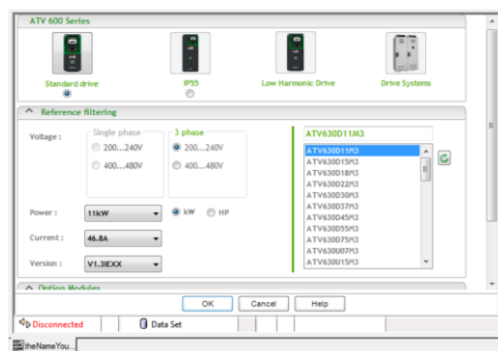 ATV 600 Series
Standard drive
IP55
Low Harmonic Drive
Drive Systems
Reference filtering
Voltage :
Single phase
200...240V
400...480V
3 phase
200...240V
400...480V
Power :
11kW
kW
HP
Current :
46.8A
Version :
V1.3IEXX
ATV630D11M3
ATV630D11M3
ATV630D15M3
ATV630D18M3
ATV630D22M3
ATV630D30M3
ATV630D37M3
ATV630D45M3
ATV630D55M3
ATV630D75M3
ATV630U07M3
ATV630U15M3
Option Modules
OK
Cancel
Help
Disconnected
Data Set
theNameYou...